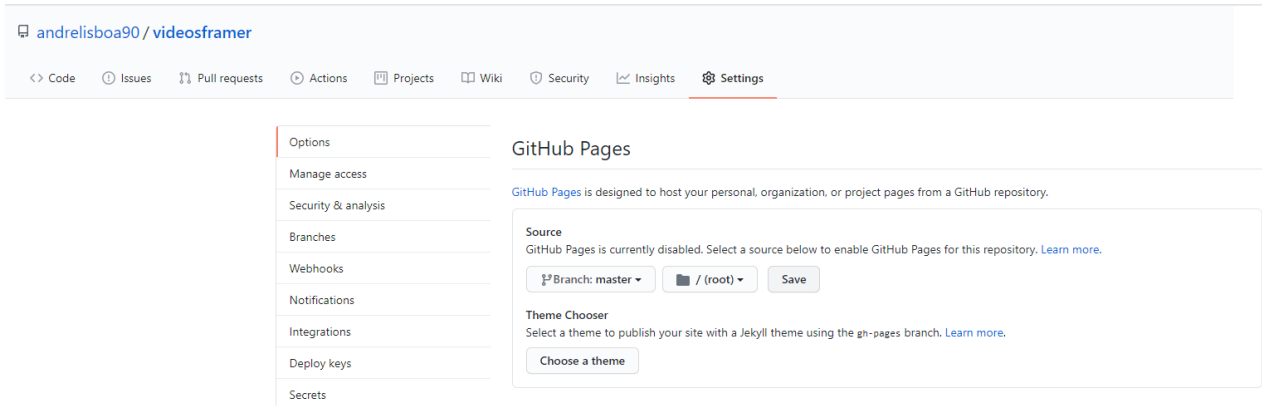 andrelisboa90 / videosframer
Code Issues Pull requests Actions Projects Wiki Security Insights Settings
Options
Manage access
Security & analysis
Branches
Webhooks
Notifications
Integrations
Deploy keys
Secrets
GitHub Pages
GitHub Pages is designed to host your personal, organization, or project pages from a GitHub repository.
Source
GitHub Pages is currently disabled. Select a source below to enable GitHub Pages for this repository. Learn more.
Branch: master / (root) Save
Theme Chooser
Select a theme to publish your site with a Jekyll theme using the gh-pages branch. Learn more.
Choose a theme